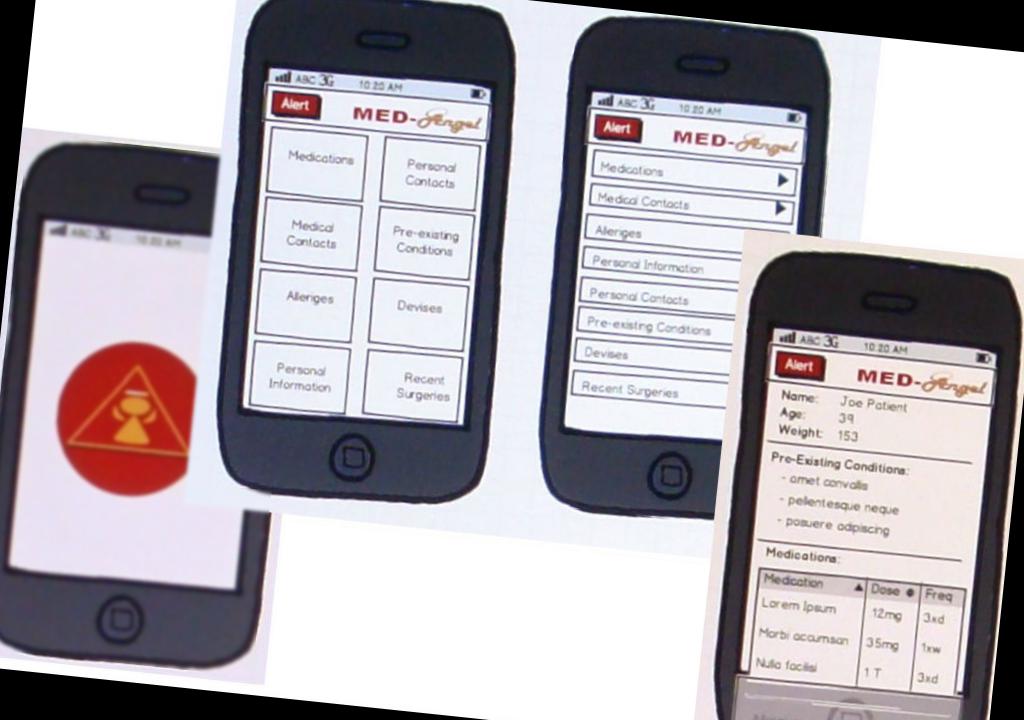 ABC 3G 10:20 AM
ABC 3G 10:20 AM
Alert MED-Angel
Medications
Personal
Contacts
Medical
Contacts
Pre-existing
Conditions
Alleriges
Devises
Personal
Information
Recent
Surgeries
ABC 3G 10:20 AM
Alert MED-Angel
Medications
Medical Contacts
Alleriges
Personal Information
Personal Contacts
Pre-existing Conditions
Devises
Recent Surgeries
ABC 3G 10:20 AM
Alert MED-Angel
Name: Joe Patient
Age: 39
Weight: 153
Pre-Existing Conditions:
- amet convallis
- pellentesque neque
- posuere adipiscing
Medications:
Medication Dose Freq
Lorem Ipsum 12mg 3xd
Morbi accumsan 35mg 1xw
Nulla facilisi 1 T 3xd